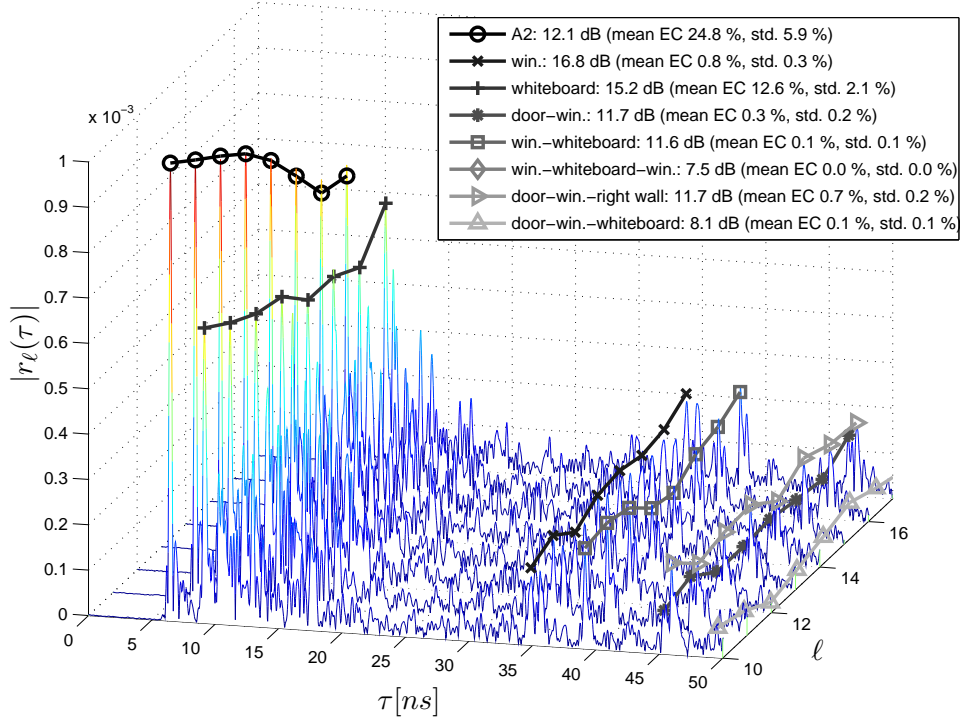 A2: 12.1 dB (mean EC 24.8 %, std. 5.9 %)
win.: 16.8 dB (mean EC 0.8 %, std. 0.3 %)
whiteboard: 15.2 dB (mean EC 12.6 %, std. 2.1 %)
door−win.: 11.7 dB (mean EC 0.3 %, std. 0.2 %)
win.−whiteboard: 11.6 dB (mean EC 0.1 %, std. 0.1 %)
win.−whiteboard−win.: 7.5 dB (mean EC 0.0 %, std. 0.0 %)
door−win.−right wall: 11.7 dB (mean EC 0.7 %, std. 0.2 %)
door−win.−whiteboard: 8.1 dB (mean EC 0.1 %, std. 0.1 %)
x 10⁻³
1
0.9
0.8
0.7
0.6
0.5
0.4
0.3
0.2
0.1
0
|r_ℓ(τ)|
0
5
10
15
20
25
30
35
40
45
50
τ[ns]
10
12
14
16
ℓ